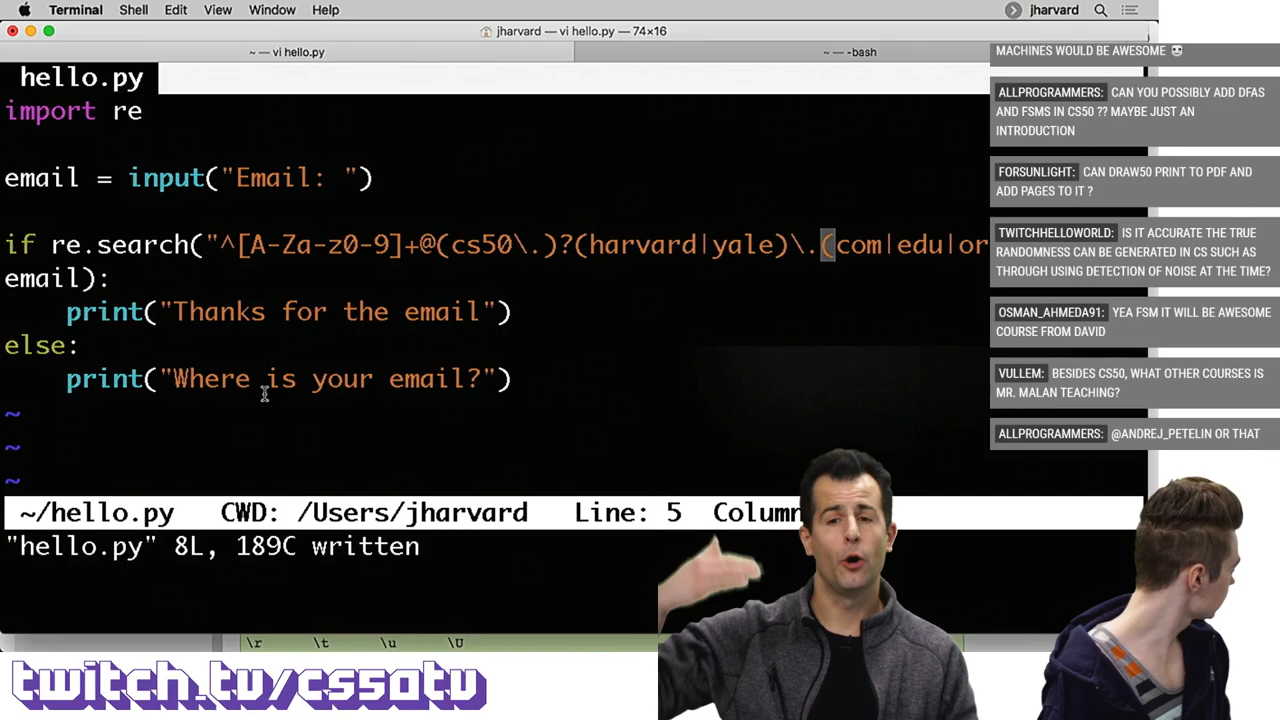 Terminal Shell Edit View Window Help jharvard
jharvard — vi hello.py — 74×16
~ — vi hello.py ~ — -bash
hello.py
import re
email = input("Email: ")
if re.search("^[A-Za-z0-9]+@(cs50\.)?(harvard|yale)\.(com|edu|or
email):
    print("Thanks for the email")
else:
    print("Where is your email?")
~
~
~
~/hello.py CWD: /Users/jharvard Line: 5 Column
"hello.py" 8L, 189C written
\r \t \u \U
MACHINES WOULD BE AWESOME
ALLPROGRAMMERS: CAN YOU POSSIBLY ADD DFAS
AND FSMS IN CS50 ?? MAYBE JUST AN
INTRODUCTION
FORSUNLIGHT: CAN DRAW50 PRINT TO PDF AND
ADD PAGES TO IT ?
TWITCHHELLOWORLD: IS IT ACCURATE THE TRUE
RANDOMNESS CAN BE GENERATED IN CS SUCH AS
THROUGH USING DETECTION OF NOISE AT THE TIME?
OSMAN_AHMEDA91: YEA FSM IT WILL BE AWESOME
COURSE FROM DAVID
VULLEM: BESIDES CS50, WHAT OTHER COURSES IS
MR. MALAN TEACHING?
ALLPROGRAMMERS: @ANDREJ_PETELIN OR THAT
twitch.tv/cs50tv